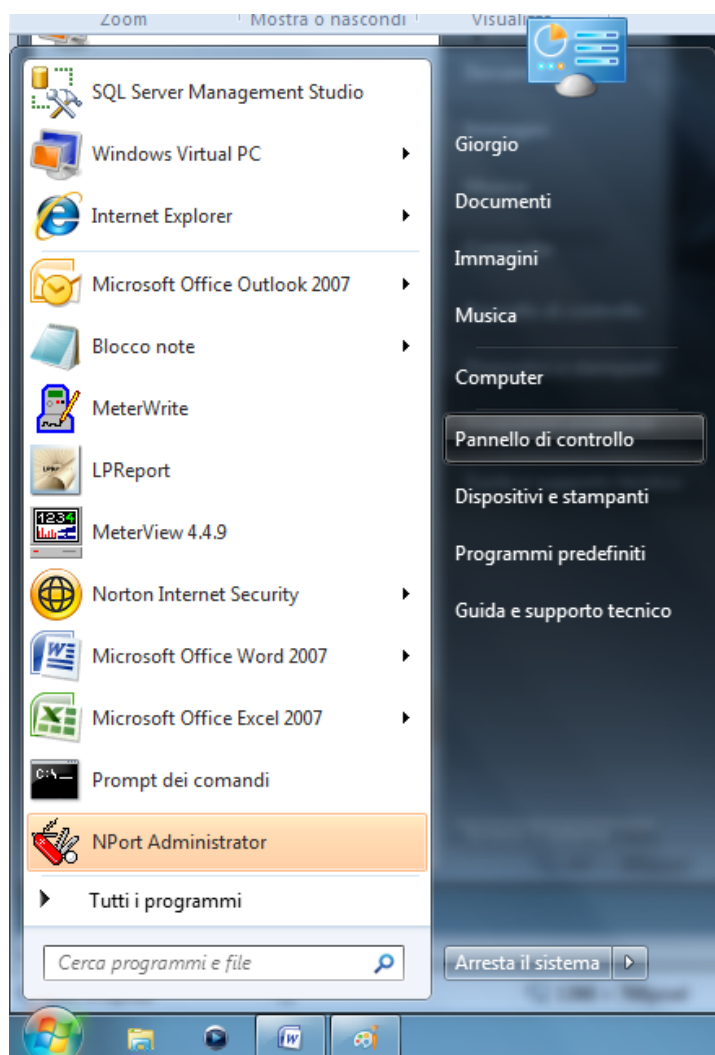 Zoom
Mostra o nascondi
SQL Server Management Studio
Windows Virtual PC
Internet Explorer
Microsoft Office Outlook 2007
Blocco note
MeterWrite
LPReport
MeterView 4.4.9
Norton Internet Security
Microsoft Office Word 2007
Microsoft Office Excel 2007
Prompt dei comandi
NPort Administrator
Tutti i programmi
Cerca programmi e file
Giorgio
Documenti
Immagini
Musica
Computer
Pannello di controllo
Dispositivi e stampanti
Programmi predefiniti
Guida e supporto tecnico
Arresta il sistema